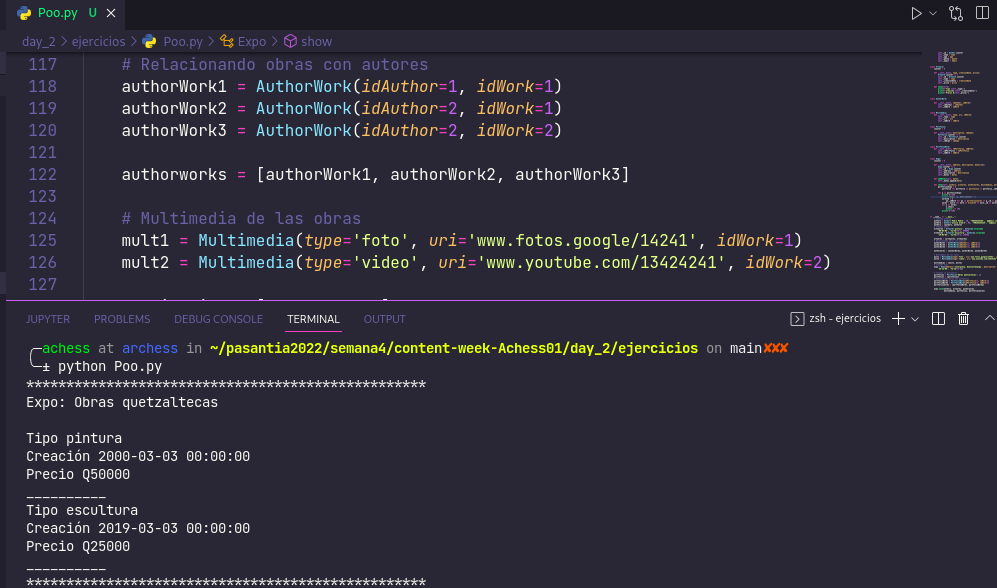 Poo.py U
day_2 > ejercicios > Poo.py > Expo > show
117 # Relacionando obras con autores
118 authorWork1 = AuthorWork(idAuthor=1, idWork=1)
119 authorWork2 = AuthorWork(idAuthor=2, idWork=1)
120 authorWork3 = AuthorWork(idAuthor=2, idWork=2)
121
122 authorworks = [authorWork1, authorWork2, authorWork3]
123
124 # Multimedia de las obras
125 mult1 = Multimedia(type='foto', uri='www.fotos.google/14241', idWork=1)
126 mult2 = Multimedia(type='video', uri='www.youtube.com/13424241', idWork=2)
127
JUPYTER PROBLEMS DEBUG CONSOLE TERMINAL OUTPUT zsh - ejercicios
achess at archess in ~/pasantia2022/semana4/content-week-Achess01/day_2/ejercicios on main✘✘✘
± python Poo.py
**************************************************
Expo: Obras quetzaltecas
Tipo pintura
Creación 2000-03-03 00:00:00
Precio Q50000
__________
Tipo escultura
Creación 2019-03-03 00:00:00
Precio Q25000
__________
**************************************************